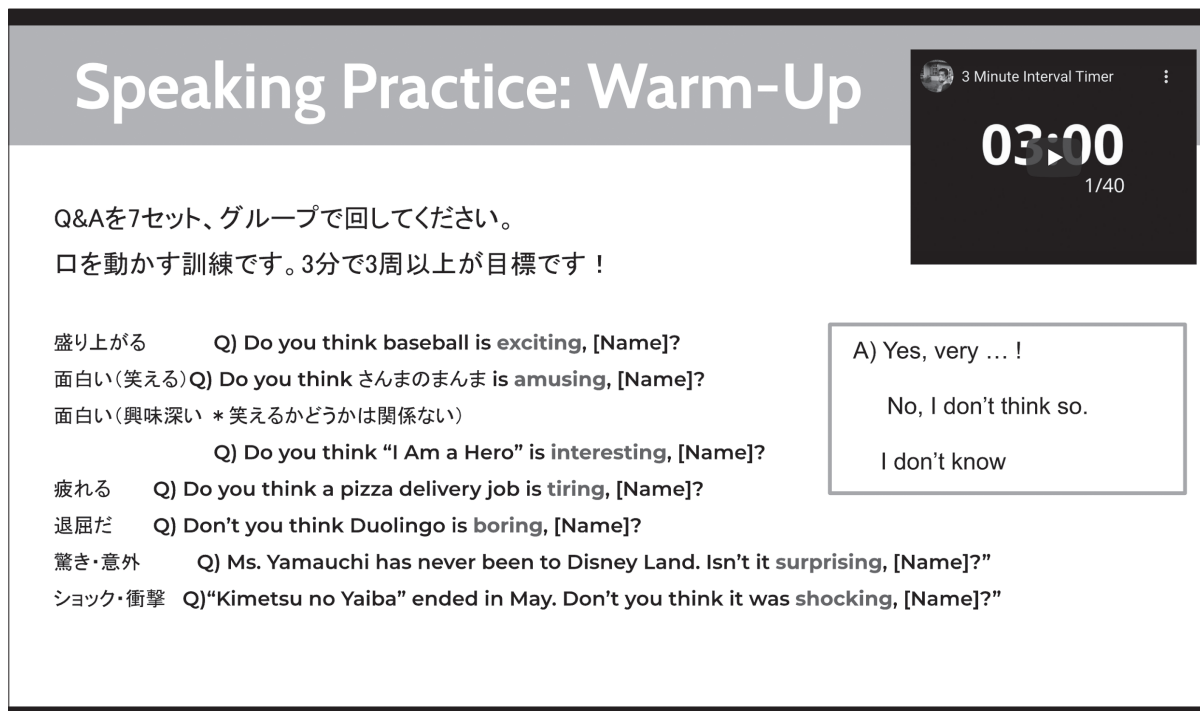 Speaking Practice: Warm-Up
3 Minute Interval Timer
03:00
1/40
Q&Aを7セット、グループで回してください。
口を動かす訓練です。3分で3周以上が目標です！
盛り上がる Q) Do you think baseball is exciting, [Name]?
面白い（笑える）Q) Do you think さんまのまんま is amusing, [Name]?
面白い（興味深い ＊笑えるかどうかは関係ない）
Q) Do you think “I Am a Hero” is interesting, [Name]?
疲れる Q) Do you think a pizza delivery job is tiring, [Name]?
退屈だ Q) Don’t you think Duolingo is boring, [Name]?
驚き・意外 Q) Ms. Yamauchi has never been to Disney Land. Isn’t it surprising, [Name]?”
ショック・衝撃 Q)“Kimetsu no Yaiba” ended in May. Don’t you think it was shocking, [Name]?”
A) Yes, very … !
No, I don’t think so.
I don’t know